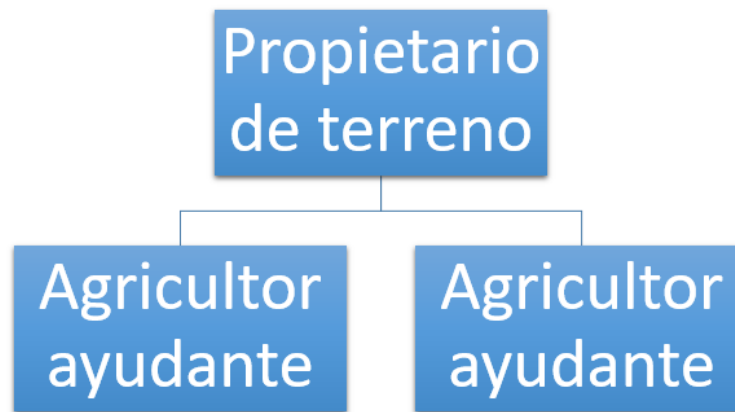 Propietario
de terreno
Agricultor
ayudante
Agricultor
ayudante